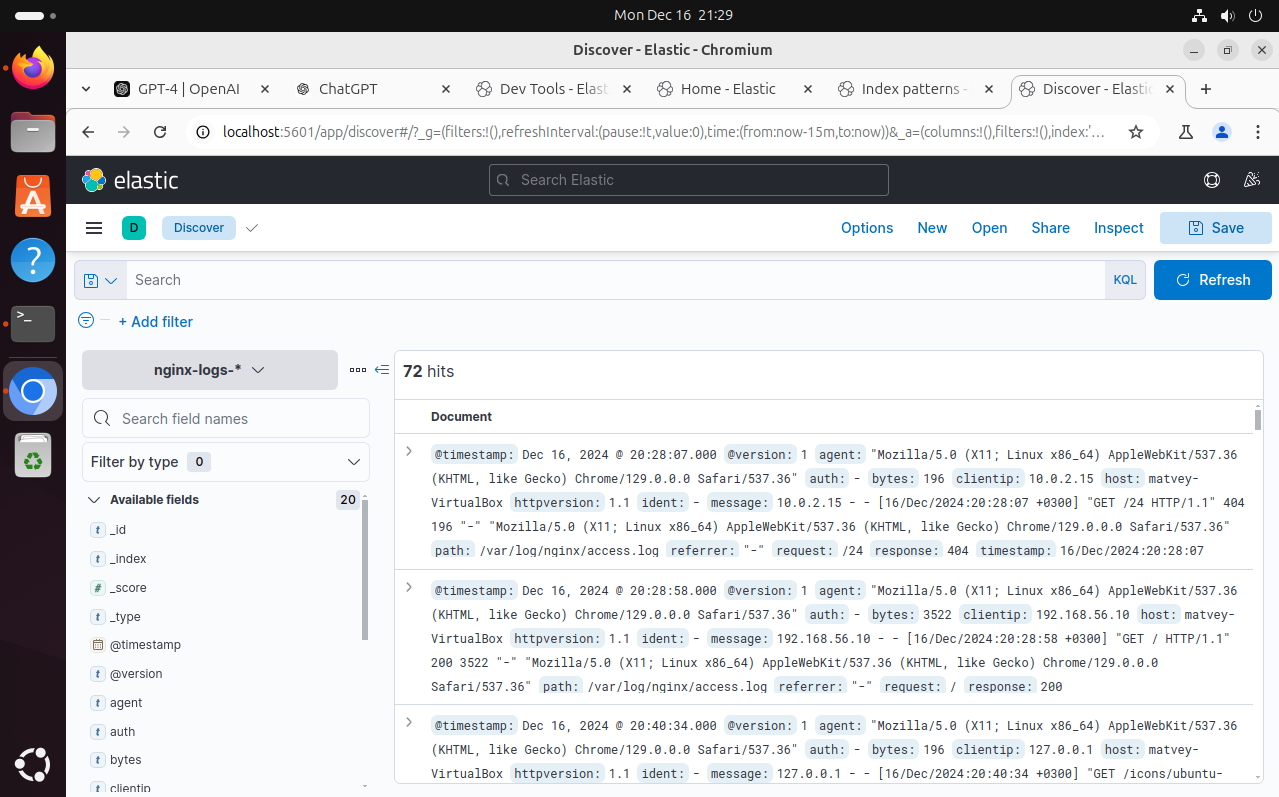 Mon Dec 16 21:29
Discover - Elastic - Chromium
GPT-4 | OpenAI
ChatGPT
Dev Tools - Elast
Home - Elastic
Index patterns -
Discover - Elastic
localhost:5601/app/discover#/?_g=(filters:!(),refreshInterval:(pause:!t,value:0),time:(from:now-15m,to:now))&_a=(columns:!(),filters:!(),index:'...
elastic
Search Elastic
D
Discover
Options
New
Open
Share
Inspect
Save
Search
KQL
Refresh
+ Add filter
nginx-logs-*
72 hits
Search field names
Filter by type 0
Available fields 20
t _id
t _index
# _score
t _type
@timestamp
t @version
t agent
t auth
t bytes
t clientip
Document
@timestamp: Dec 16, 2024 @ 20:28:07.000 @version: 1 agent: "Mozilla/5.0 (X11; Linux x86_64) AppleWebKit/537.36
(KHTML, like Gecko) Chrome/129.0.0.0 Safari/537.36" auth: - bytes: 196 clientip: 10.0.2.15 host: matvey-
VirtualBox httpversion: 1.1 ident: - message: 10.0.2.15 - - [16/Dec/2024:20:28:07 +0300] "GET /24 HTTP/1.1" 404
196 "-" "Mozilla/5.0 (X11; Linux x86_64) AppleWebKit/537.36 (KHTML, like Gecko) Chrome/129.0.0.0 Safari/537.36"
path: /var/log/nginx/access.log referrer: "-" request: /24 response: 404 timestamp: 16/Dec/2024:20:28:07
@timestamp: Dec 16, 2024 @ 20:28:58.000 @version: 1 agent: "Mozilla/5.0 (X11; Linux x86_64) AppleWebKit/537.36
(KHTML, like Gecko) Chrome/129.0.0.0 Safari/537.36" auth: - bytes: 3522 clientip: 192.168.56.10 host: matvey-
VirtualBox httpversion: 1.1 ident: - message: 192.168.56.10 - - [16/Dec/2024:20:28:58 +0300] "GET / HTTP/1.1"
200 3522 "-" "Mozilla/5.0 (X11; Linux x86_64) AppleWebKit/537.36 (KHTML, like Gecko) Chrome/129.0.0.0
Safari/537.36" path: /var/log/nginx/access.log referrer: "-" request: / response: 200
@timestamp: Dec 16, 2024 @ 20:40:34.000 @version: 1 agent: "Mozilla/5.0 (X11; Linux x86_64) AppleWebKit/537.36
(KHTML, like Gecko) Chrome/129.0.0.0 Safari/537.36" auth: - bytes: 196 clientip: 127.0.0.1 host: matvey-
VirtualBox httpversion: 1.1 ident: - message: 127.0.0.1 - - [16/Dec/2024:20:40:34 +0300] "GET /icons/ubuntu-